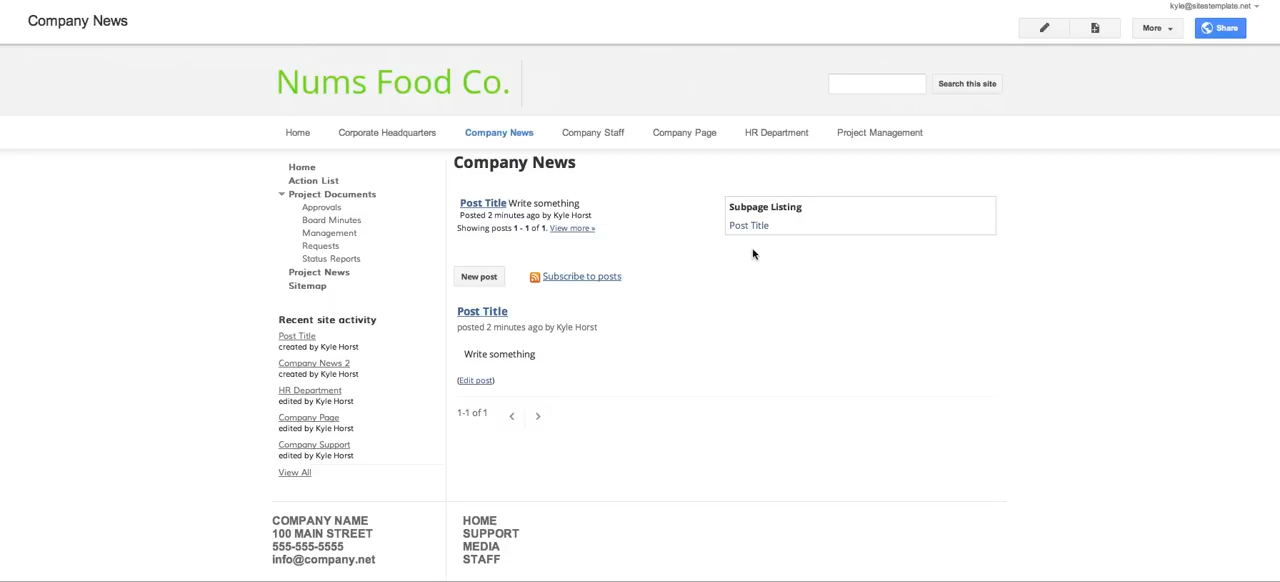 kyle@sitestemplate.net
Company News
More
Share
Nums Food Co.
Search this site
Home Corporate Headquarters Company News Company Staff Company Page HR Department Project Management
Home
Action List
Project Documents
Approvals
Board Minutes
Management
Requests
Status Reports
Project News
Sitemap
Recent site activity
Post Title
created by Kyle Horst
Company News 2
created by Kyle Horst
HR Department
edited by Kyle Horst
Company Page
edited by Kyle Horst
Company Support
edited by Kyle Horst
View All
Company News
Post Title Write something
Posted 2 minutes ago by Kyle Horst
Showing posts 1 - 1 of 1. View more »
Subpage Listing
Post Title
New post
Subscribe to posts
Post Title
posted 2 minutes ago by Kyle Horst
Write something
(Edit post)
1-1 of 1
COMPANY NAME
100 MAIN STREET
555-555-5555
info@company.net
HOME
SUPPORT
MEDIA
STAFF